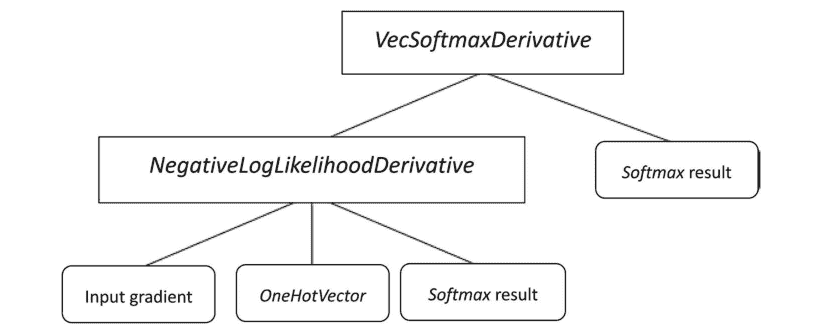 VecSoftmaxDerivative
NegativeLogLikelihoodDerivative
Softmax result
Input gradient
OneHotVector
Softmax result